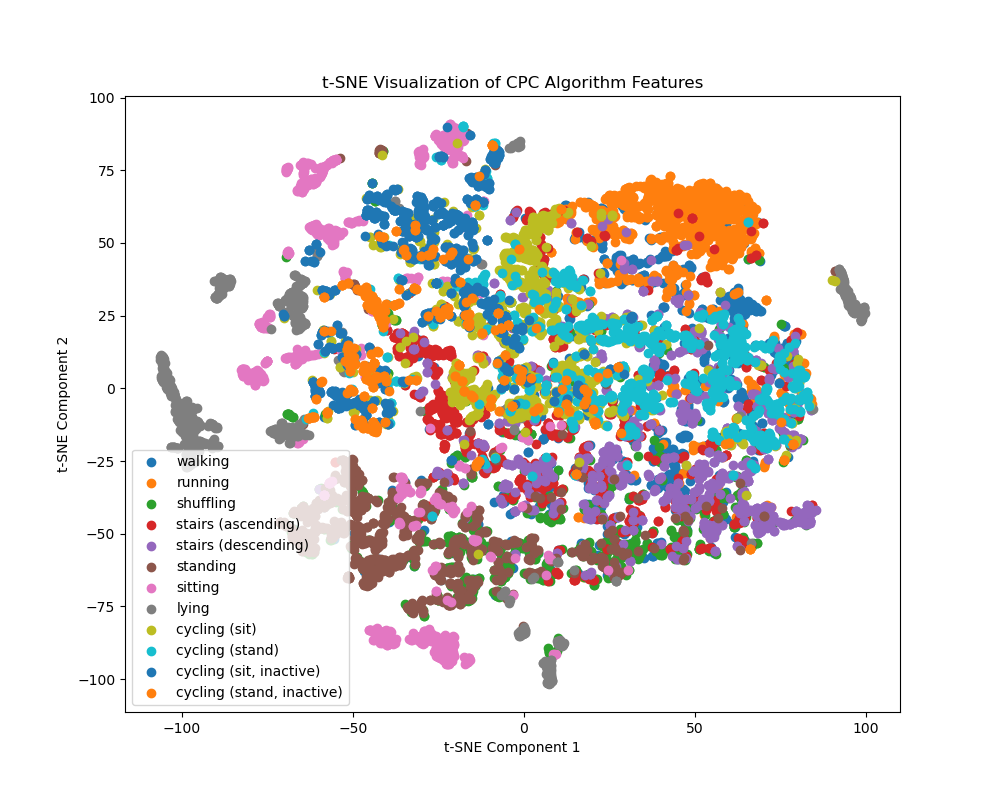 t-SNE Visualization of CPC Algorithm Features
100
75
50
25
0
−25
−50
−75
−100
t-SNE Component 2
walking
running
shuffling
stairs (ascending)
stairs (descending)
standing
sitting
lying
cycling (sit)
cycling (stand)
cycling (sit, inactive)
cycling (stand, inactive)
−100
−50
0
50
100
t-SNE Component 1